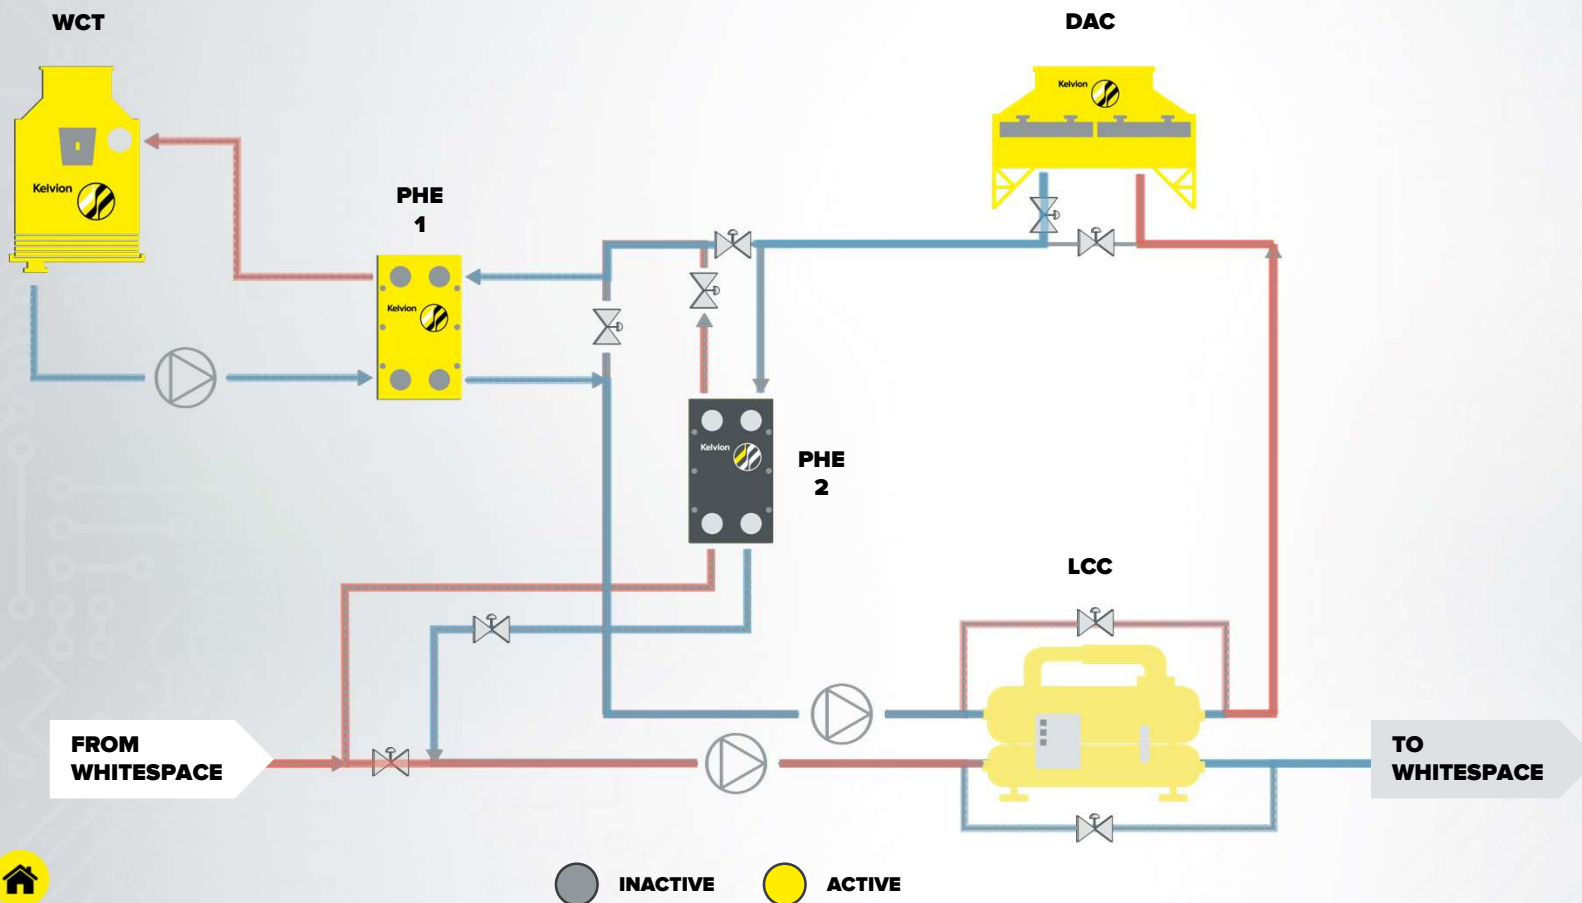 WCT
DAC
Kelvion
Kelvion
PHE
1
Kelvion
Kelvion
PHE
2
LCC
FROM
WHITESPACE
TO
WHITESPACE
INACTIVE
ACTIVE